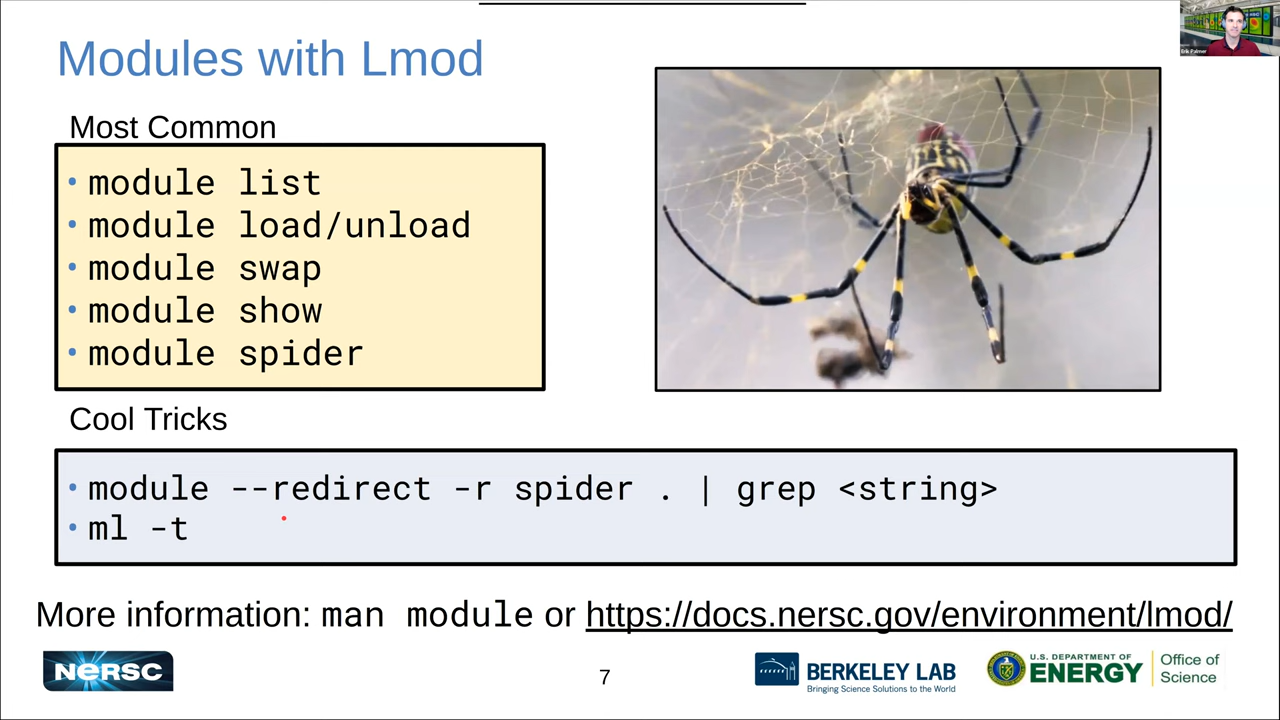 Modules with Lmod
Erik Palmer
Most Common
• module list
• module load/unload
• module swap
• module show
• module spider
Cool Tricks
• module --redirect -r spider . | grep <string>
• ml -t
More information: man module or https://docs.nersc.gov/environment/lmod/
NERSC
7
BERKELEY LAB
Bringing Science Solutions to the World
U.S. DEPARTMENT OF
ENERGY
Office of
Science